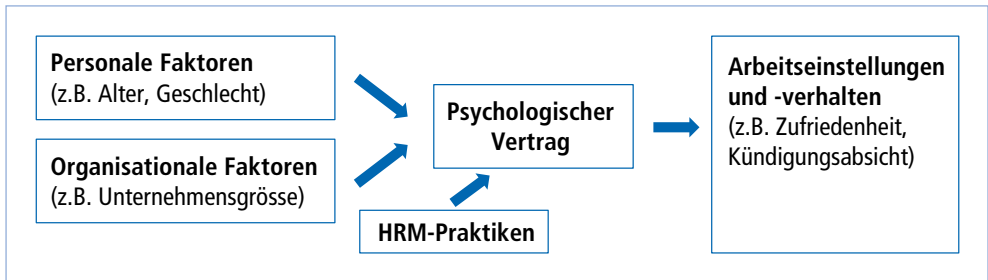 Personale Faktoren
(z.B. Alter, Geschlecht)
Organisationale Faktoren
(z.B. Unternehmensgrösse)
Psychologischer
Vertrag
HRM-Praktiken
Arbeitseinstellungen
und -verhalten
(z.B. Zufriedenheit,
Kündigungsabsicht)